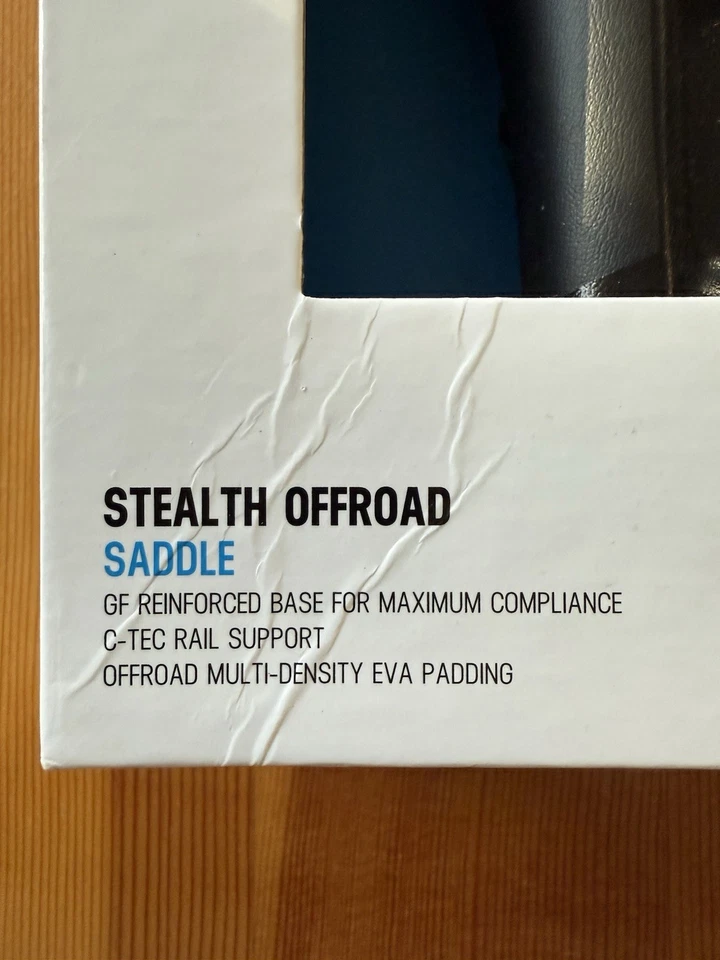 STEALTH OFFROAD
SADDLE
GF REINFORCED BASE FOR MAXIMUM COMPLIANCE
C-TEC RAIL SUPPORT
OFFROAD MULTI-DENSITY EVA PADDING